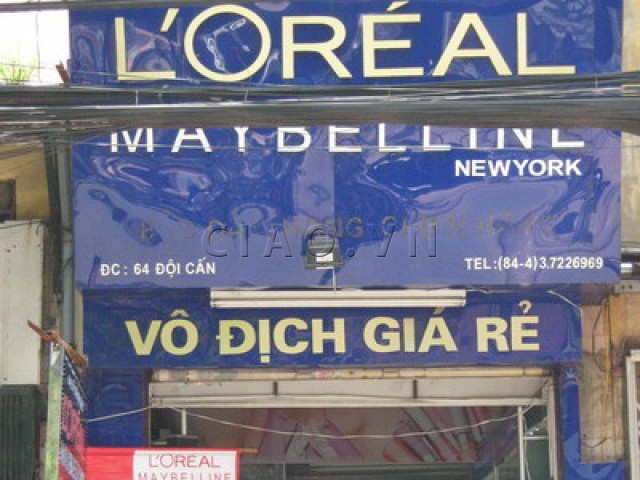 L'ORÉAL
MAYBELLINE
NEWYORK
CIAO.VN
ĐC: 64 ĐỘI CẤN
TEL:(84-4)3.7226969
VÔ ĐỊCH GIÁ RẺ
L'ORÉAL
MAYBELLINE